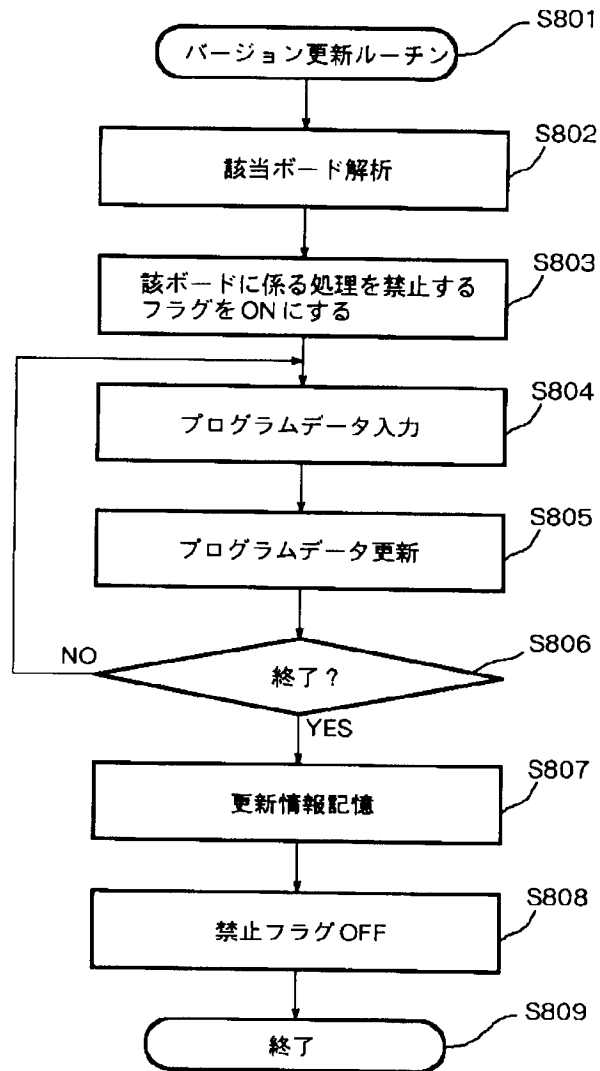 S801
バージョン更新ルーチン
S802
該当ボード解析
S803
該ボードに係る処理を禁止する
フラグをONにする
S804
プログラムデータ入力
S805
プログラムデータ更新
S806
NO
終了?
YES
S807
更新情報記憶
S808
禁止フラグOFF
S809
終了